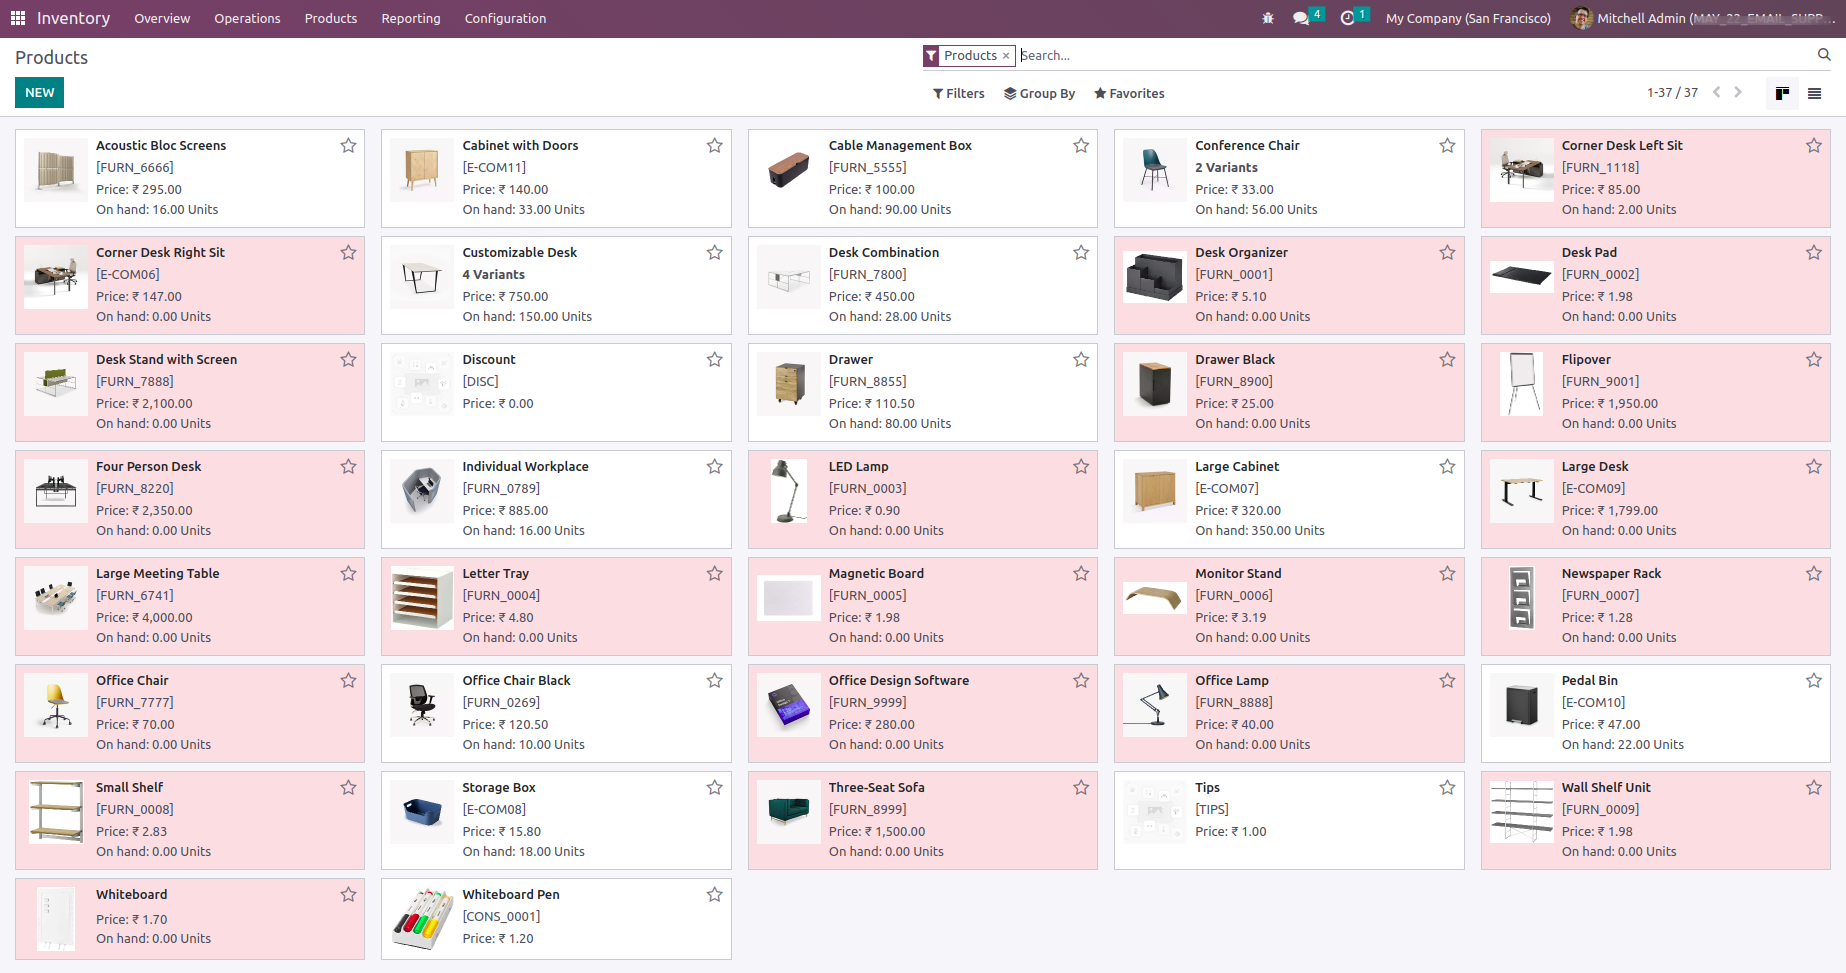 Inventory Overview Operations Products Reporting Configuration 4 1 My Company (San Francisco) Mitchell Admin (MAY_22_EMAIL_SUPP...
Products
Products × Search...
NEW
Filters Group By Favorites
1-37 / 37
Acoustic Bloc Screens
[FURN_6666]
Price: ₹ 295.00
On hand: 16.00 Units
Cabinet with Doors
[E-COM11]
Price: ₹ 140.00
On hand: 33.00 Units
Cable Management Box
[FURN_5555]
Price: ₹ 100.00
On hand: 90.00 Units
Conference Chair
2 Variants
Price: ₹ 33.00
On hand: 56.00 Units
Corner Desk Left Sit
[FURN_1118]
Price: ₹ 85.00
On hand: 2.00 Units
Corner Desk Right Sit
[E-COM06]
Price: ₹ 147.00
On hand: 0.00 Units
Customizable Desk
4 Variants
Price: ₹ 750.00
On hand: 150.00 Units
Desk Combination
[FURN_7800]
Price: ₹ 450.00
On hand: 28.00 Units
Desk Organizer
[FURN_0001]
Price: ₹ 5.10
On hand: 0.00 Units
Desk Pad
[FURN_0002]
Price: ₹ 1.98
On hand: 0.00 Units
Desk Stand with Screen
[FURN_7888]
Price: ₹ 2,100.00
On hand: 0.00 Units
Discount
[DISC]
Price: ₹ 0.00
Drawer
[FURN_8855]
Price: ₹ 110.50
On hand: 80.00 Units
Drawer Black
[FURN_8900]
Price: ₹ 25.00
On hand: 0.00 Units
Flipover
[FURN_9001]
Price: ₹ 1,950.00
On hand: 0.00 Units
Four Person Desk
[FURN_8220]
Price: ₹ 2,350.00
On hand: 0.00 Units
Individual Workplace
[FURN_0789]
Price: ₹ 885.00
On hand: 16.00 Units
LED Lamp
[FURN_0003]
Price: ₹ 0.90
On hand: 0.00 Units
Large Cabinet
[E-COM07]
Price: ₹ 320.00
On hand: 350.00 Units
Large Desk
[E-COM09]
Price: ₹ 1,799.00
On hand: 0.00 Units
Large Meeting Table
[FURN_6741]
Price: ₹ 4,000.00
On hand: 0.00 Units
Letter Tray
[FURN_0004]
Price: ₹ 4.80
On hand: 0.00 Units
Magnetic Board
[FURN_0005]
Price: ₹ 1.98
On hand: 0.00 Units
Monitor Stand
[FURN_0006]
Price: ₹ 3.19
On hand: 0.00 Units
Newspaper Rack
[FURN_0007]
Price: ₹ 1.28
On hand: 0.00 Units
Office Chair
[FURN_7777]
Price: ₹ 70.00
On hand: 0.00 Units
Office Chair Black
[FURN_0269]
Price: ₹ 120.50
On hand: 10.00 Units
Office Design Software
[FURN_9999]
Price: ₹ 280.00
On hand: 0.00 Units
Office Lamp
[FURN_8888]
Price: ₹ 40.00
On hand: 0.00 Units
Pedal Bin
[E-COM10]
Price: ₹ 47.00
On hand: 22.00 Units
Small Shelf
[FURN_0008]
Price: ₹ 2.83
On hand: 0.00 Units
Storage Box
[E-COM08]
Price: ₹ 15.80
On hand: 18.00 Units
Three-Seat Sofa
[FURN_8999]
Price: ₹ 1,500.00
On hand: 0.00 Units
Tips
[TIPS]
Price: ₹ 1.00
Wall Shelf Unit
[FURN_0009]
Price: ₹ 1.98
On hand: 0.00 Units
Whiteboard
Price: ₹ 1.70
On hand: 0.00 Units
Whiteboard Pen
[CONS_0001]
Price: ₹ 1.20